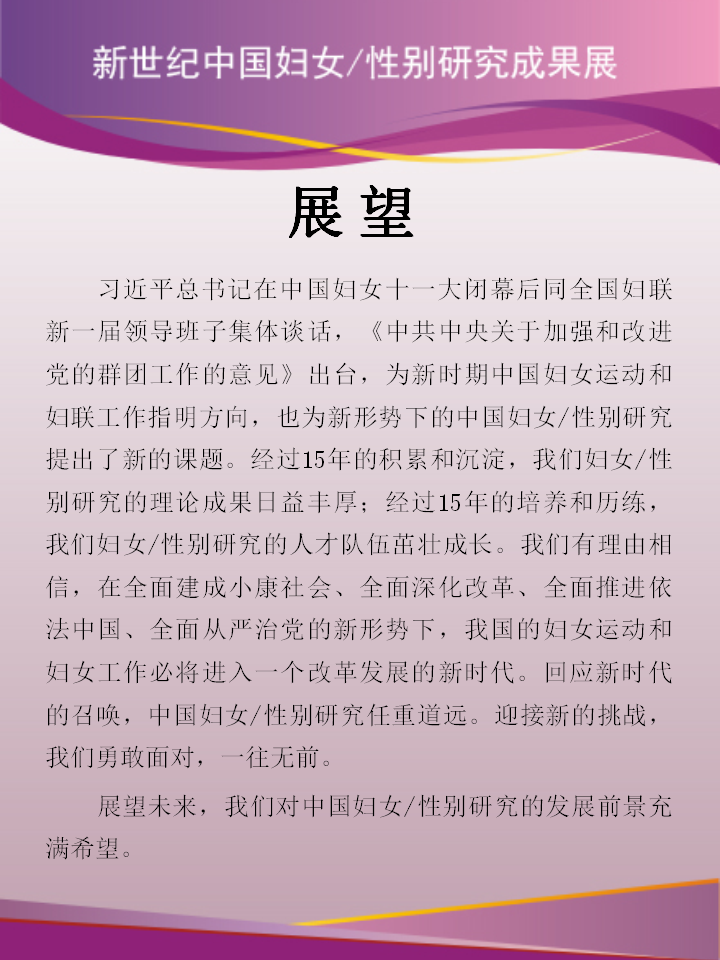 新世纪中国妇女/性别研究成果展
展望
习近平总书记在中国妇女十一大闭幕后同全国妇联
新一届领导班子集体谈话，《中共中央关于加强和改进
党的群团工作的意见》出台，为新时期中国妇女运动和
妇联工作指明方向，也为新形势下的中国妇女/性别研究
提出了新的课题。经过15年的积累和沉淀，我们妇女/性
别研究的理论成果日益丰厚；经过15年的培养和历练，
我们妇女/性别研究的人才队伍茁壮成长。我们有理由相
信，在全面建成小康社会、全面深化改革、全面推进依
法中国、全面从严治党的新形势下，我国的妇女运动和
妇女工作必将进入一个改革发展的新时代。回应新时代
的召唤，中国妇女/性别研究任重道远。迎接新的挑战，
我们勇敢面对，一往无前。
展望未来，我们对中国妇女/性别研究的发展前景充
满希望。